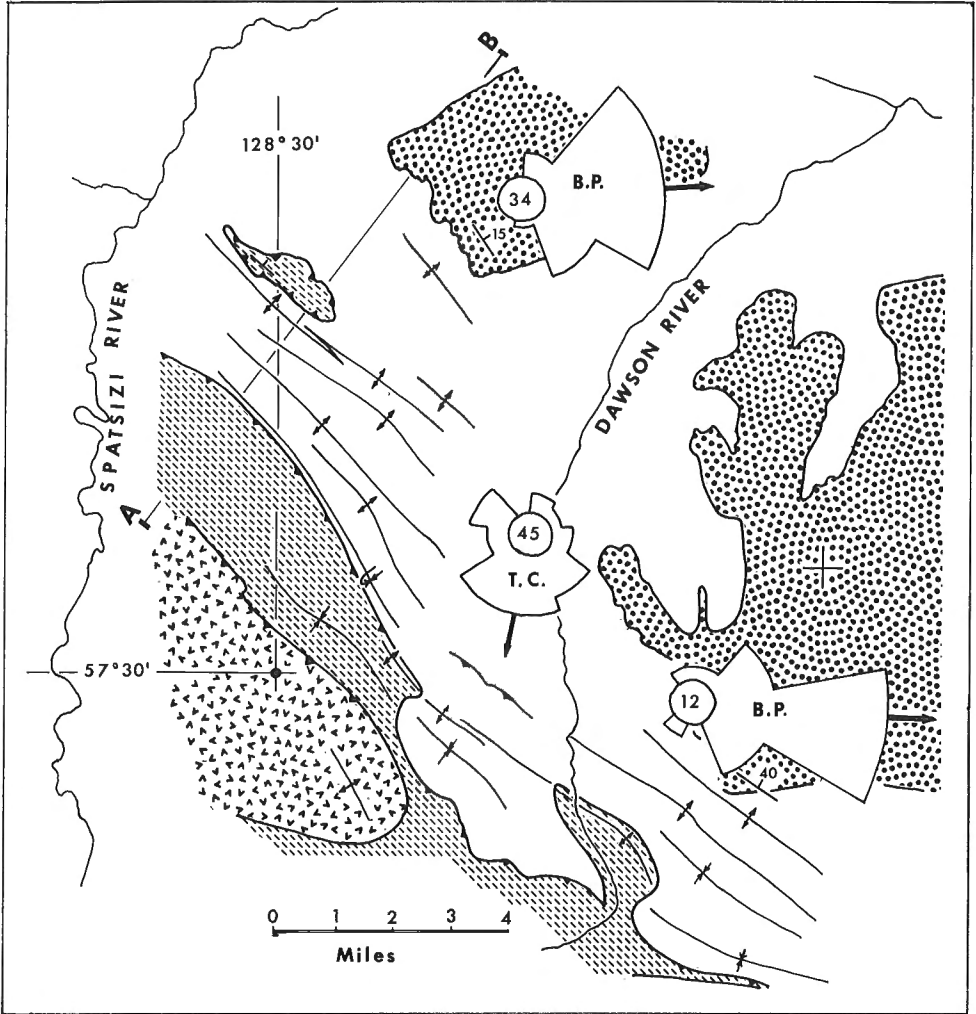 B
128°30'
B.P.
34
15
SPATSIZI RIVER
DAWSON RIVER
A
45
T.C.
57°30'
12
B.P.
40
0 1 2 3 4
Miles